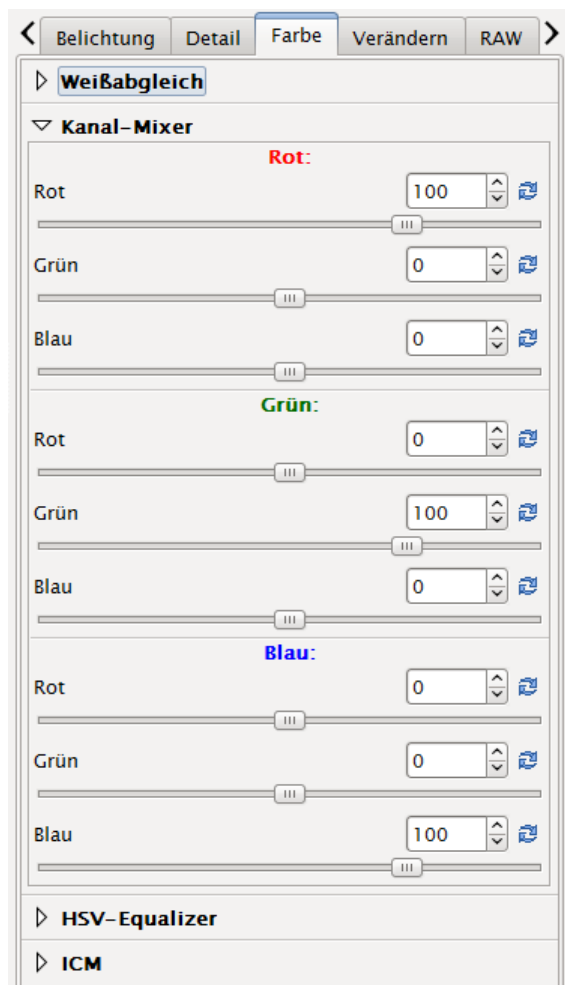 Belichtung Detail Farbe Verändern RAW
Weißabgleich
Kanal-Mixer
Rot:
Rot 100
Grün 0
Blau 0
Grün:
Rot 0
Grün 100
Blau 0
Blau:
Rot 0
Grün 0
Blau 100
HSV-Equalizer
ICM